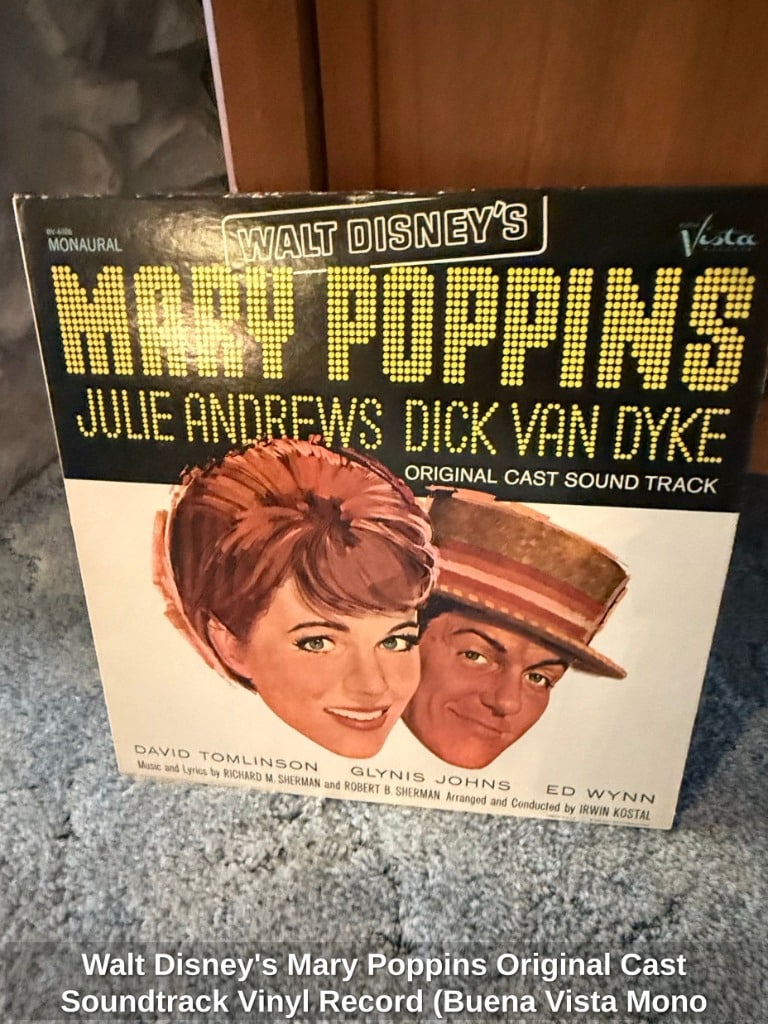 WALT DISNEY'S
MONAURAL
Vista
MARY POPPINS
JULIE ANDREWS DICK VAN DYKE
ORIGINAL CAST SOUND TRACK
DAVID TOMLINSON GLYNIS JOHNS ED WYNN
Music and Lyrics by RICHARD M. SHERMAN and ROBERT B. SHERMAN Arranged and Conducted by IRWIN KOSTAL
Walt Disney's Mary Poppins Original Cast
Soundtrack Vinyl Record (Buena Vista Mono